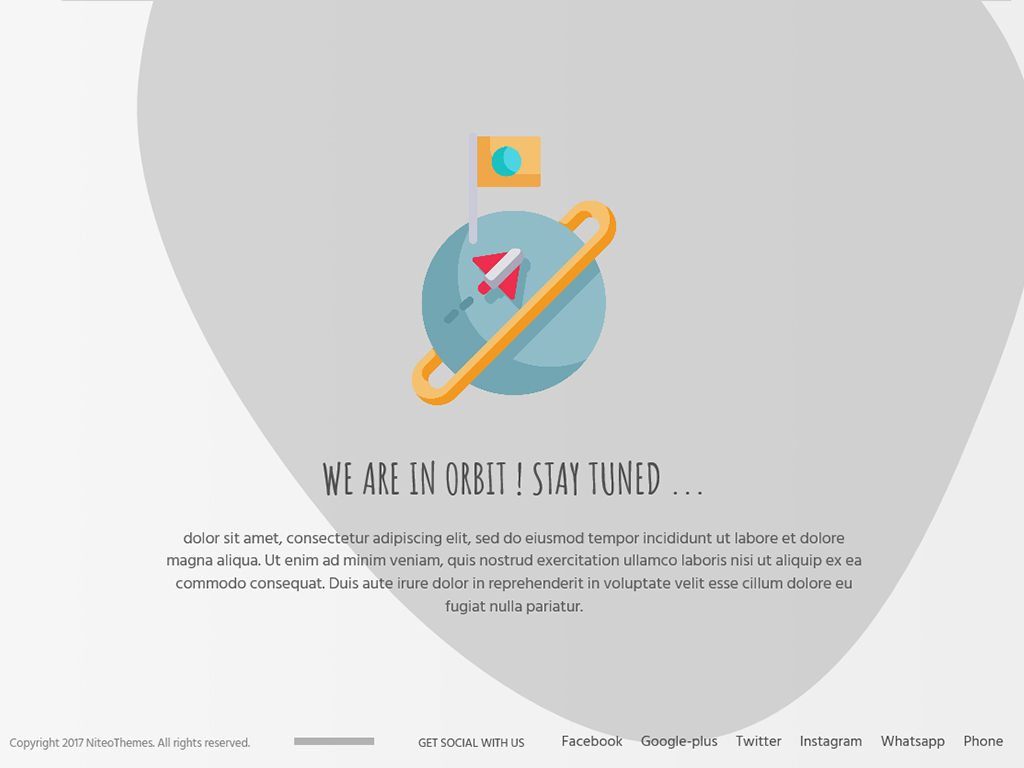 WE ARE IN ORBIT ! STAY TUNED ...
dolor sit amet, consectetur adipiscing elit, sed do eiusmod tempor incididunt ut labore et dolore
magna aliqua. Ut enim ad minim veniam, quis nostrud exercitation ullamco laboris nisi ut aliquip ex ea
commodo consequat. Duis aute irure dolor in reprehenderit in voluptate velit esse cillum dolore eu
fugiat nulla pariatur.
Copyright 2017 NiteoThemes. All rights reserved. GET SOCIAL WITH US Facebook Google-plus Twitter Instagram Whatsapp Phone